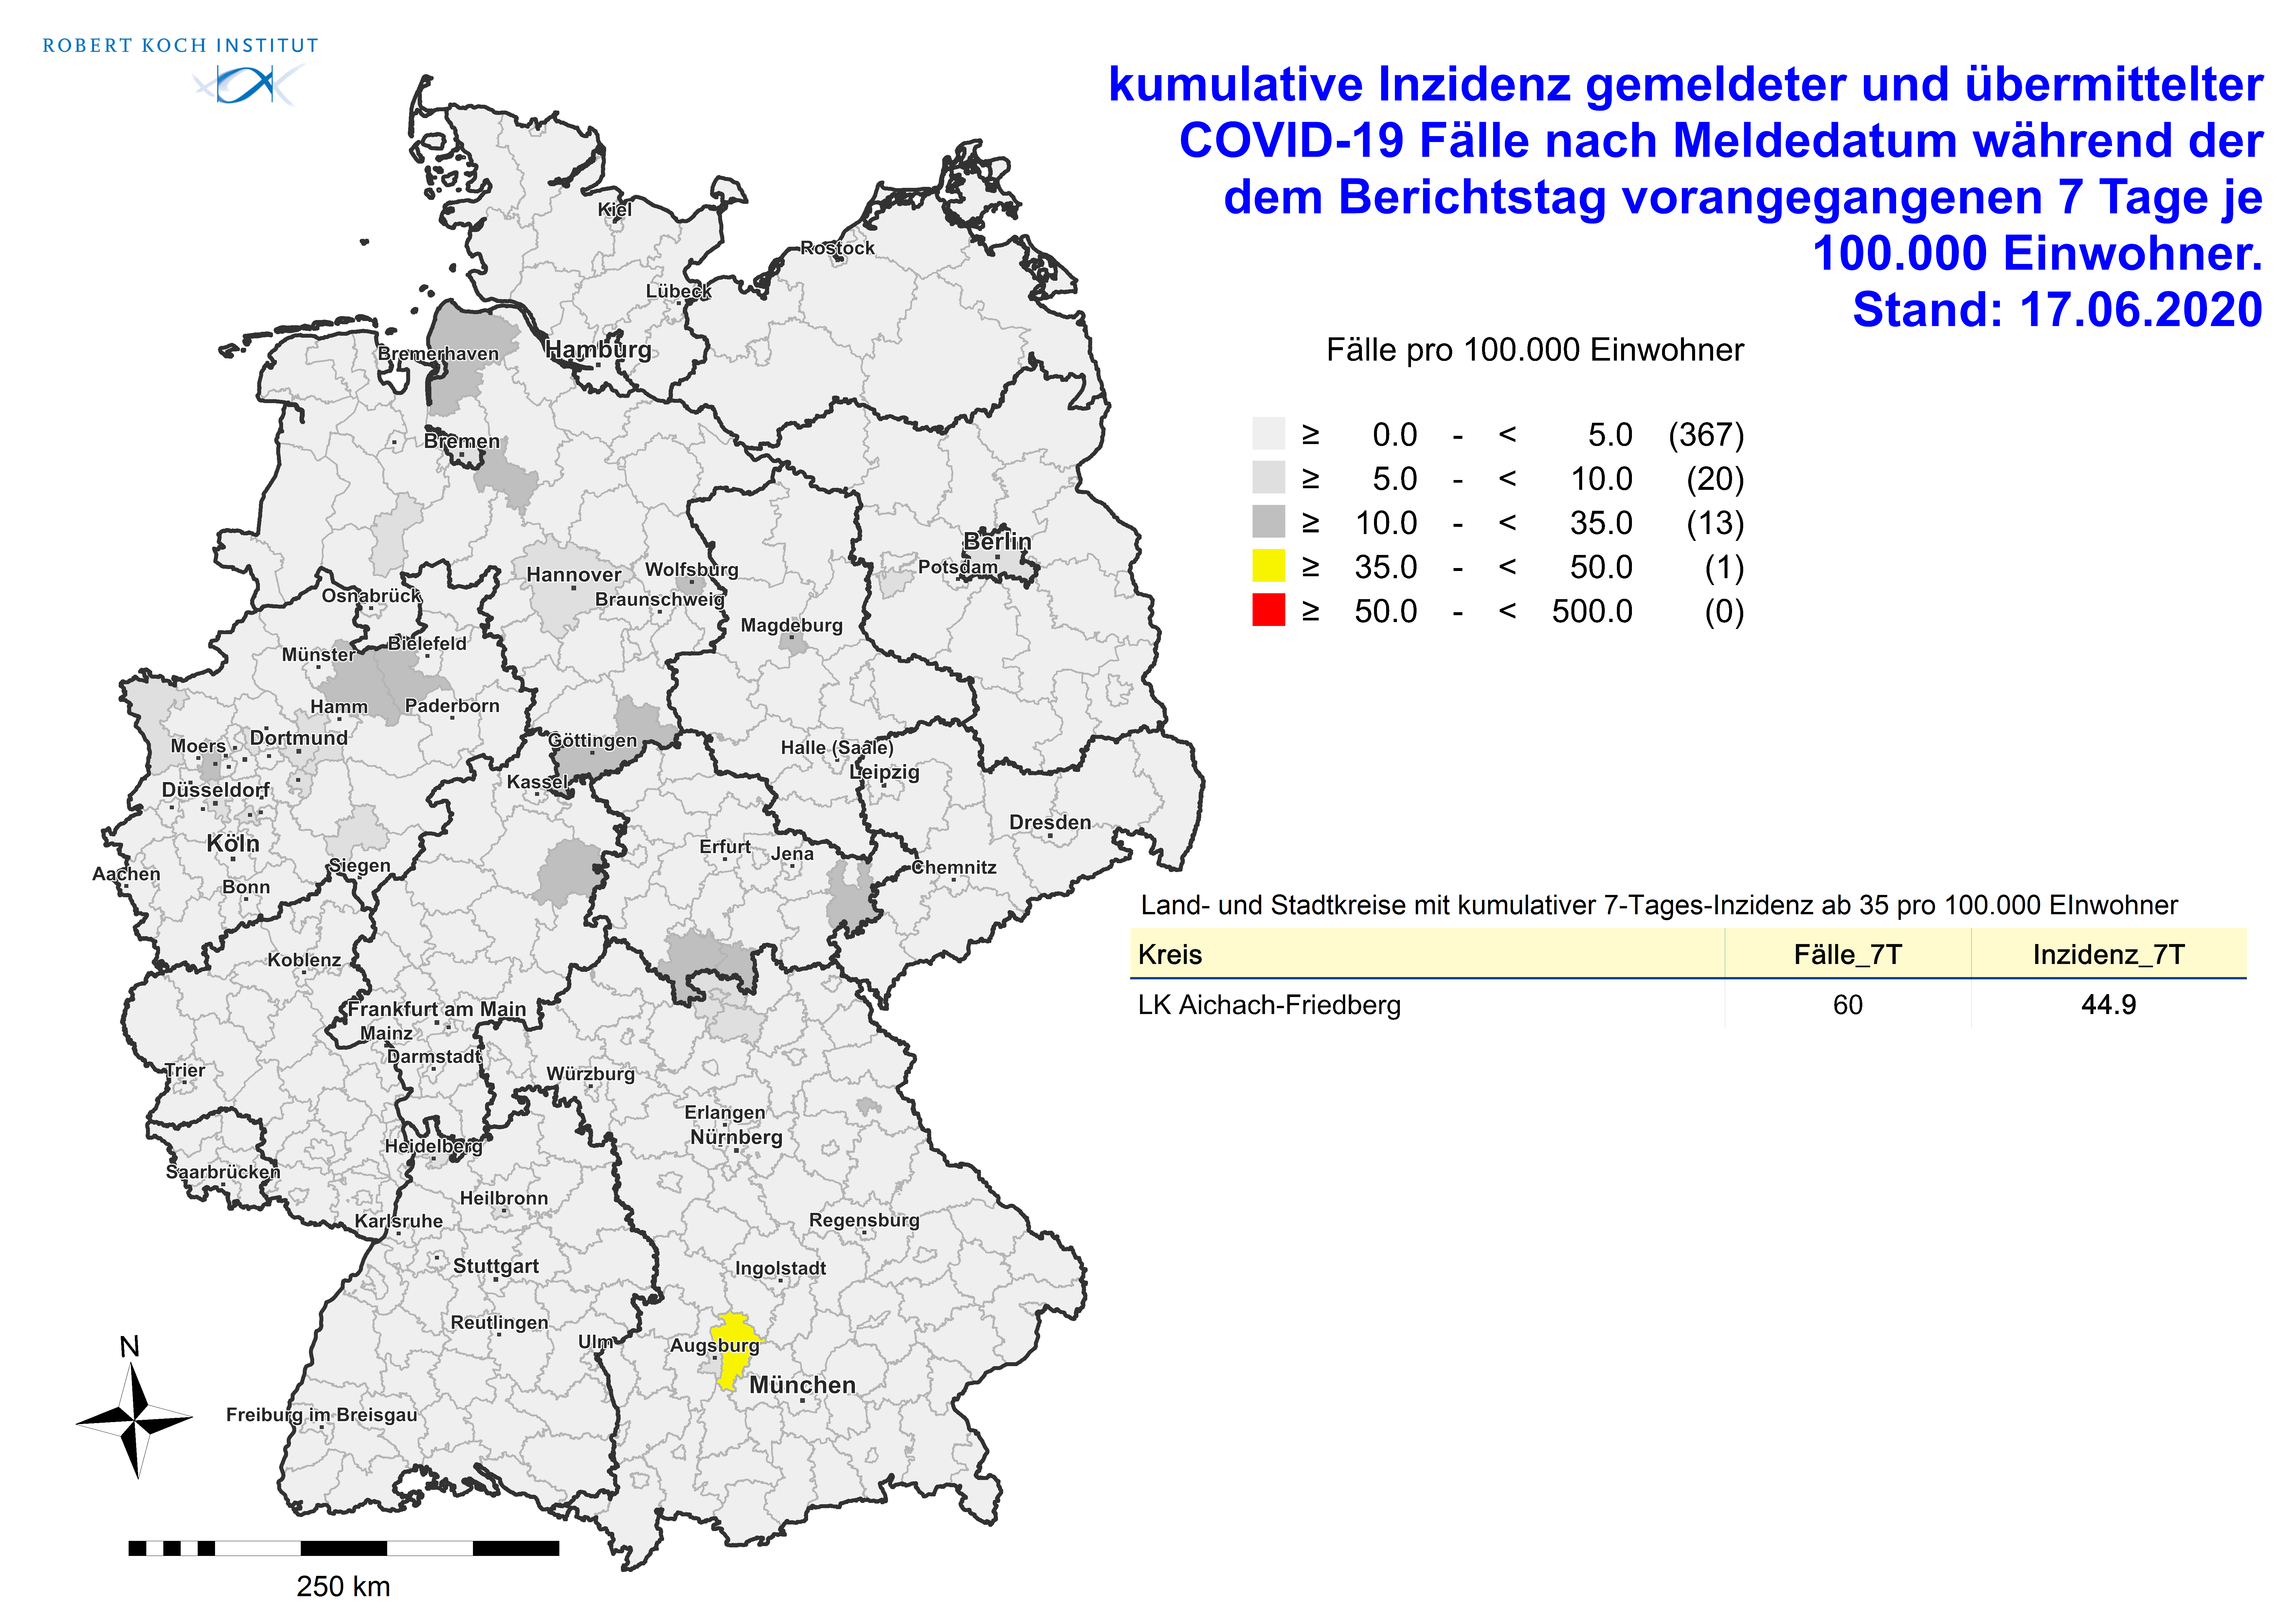 ROBERT KOCH INSTITUT
kumulative Inzidenz gemeldeter und übermittelter
COVID-19 Fälle nach Meldedatum während der
dem Berichtstag vorangegangenen 7 Tage je
100.000 Einwohner.
Stand: 17.06.2020
Fälle pro 100.000 Einwohner
≥ 0.0 - < 5.0 (367)
≥ 5.0 - < 10.0 (20)
≥ 10.0 - < 35.0 (13)
≥ 35.0 - < 50.0 (1)
≥ 50.0 - < 500.0 (0)
Kiel
Rostock
Lübeck
Hamburg
Bremerhaven
Bremen
Berlin
Potsdam
Hannover
Wolfsburg
Braunschweig
Osnabrück
Magdeburg
Bielefeld
Münster
Hamm
Paderborn
Moers
Dortmund
Göttingen
Halle (Saale)
Leipzig
Kassel
Düsseldorf
Dresden
Köln
Erfurt
Jena
Siegen
Chemnitz
Aachen
Bonn
Land- und Stadtkreise mit kumulativer 7-Tages-Inzidenz ab 35 pro 100.000 EInwohner
Kreis Fälle_7T Inzidenz_7T
LK Aichach-Friedberg 60 44.9
Koblenz
Frankfurt am Main
Mainz
Darmstadt
Trier
Würzburg
Erlangen
Nürnberg
Heidelberg
Saarbrücken
Heilbronn
Karlsruhe
Regensburg
Stuttgart
Ingolstadt
Reutlingen
Ulm
Augsburg
München
Freiburg im Breisgau
N
250 km